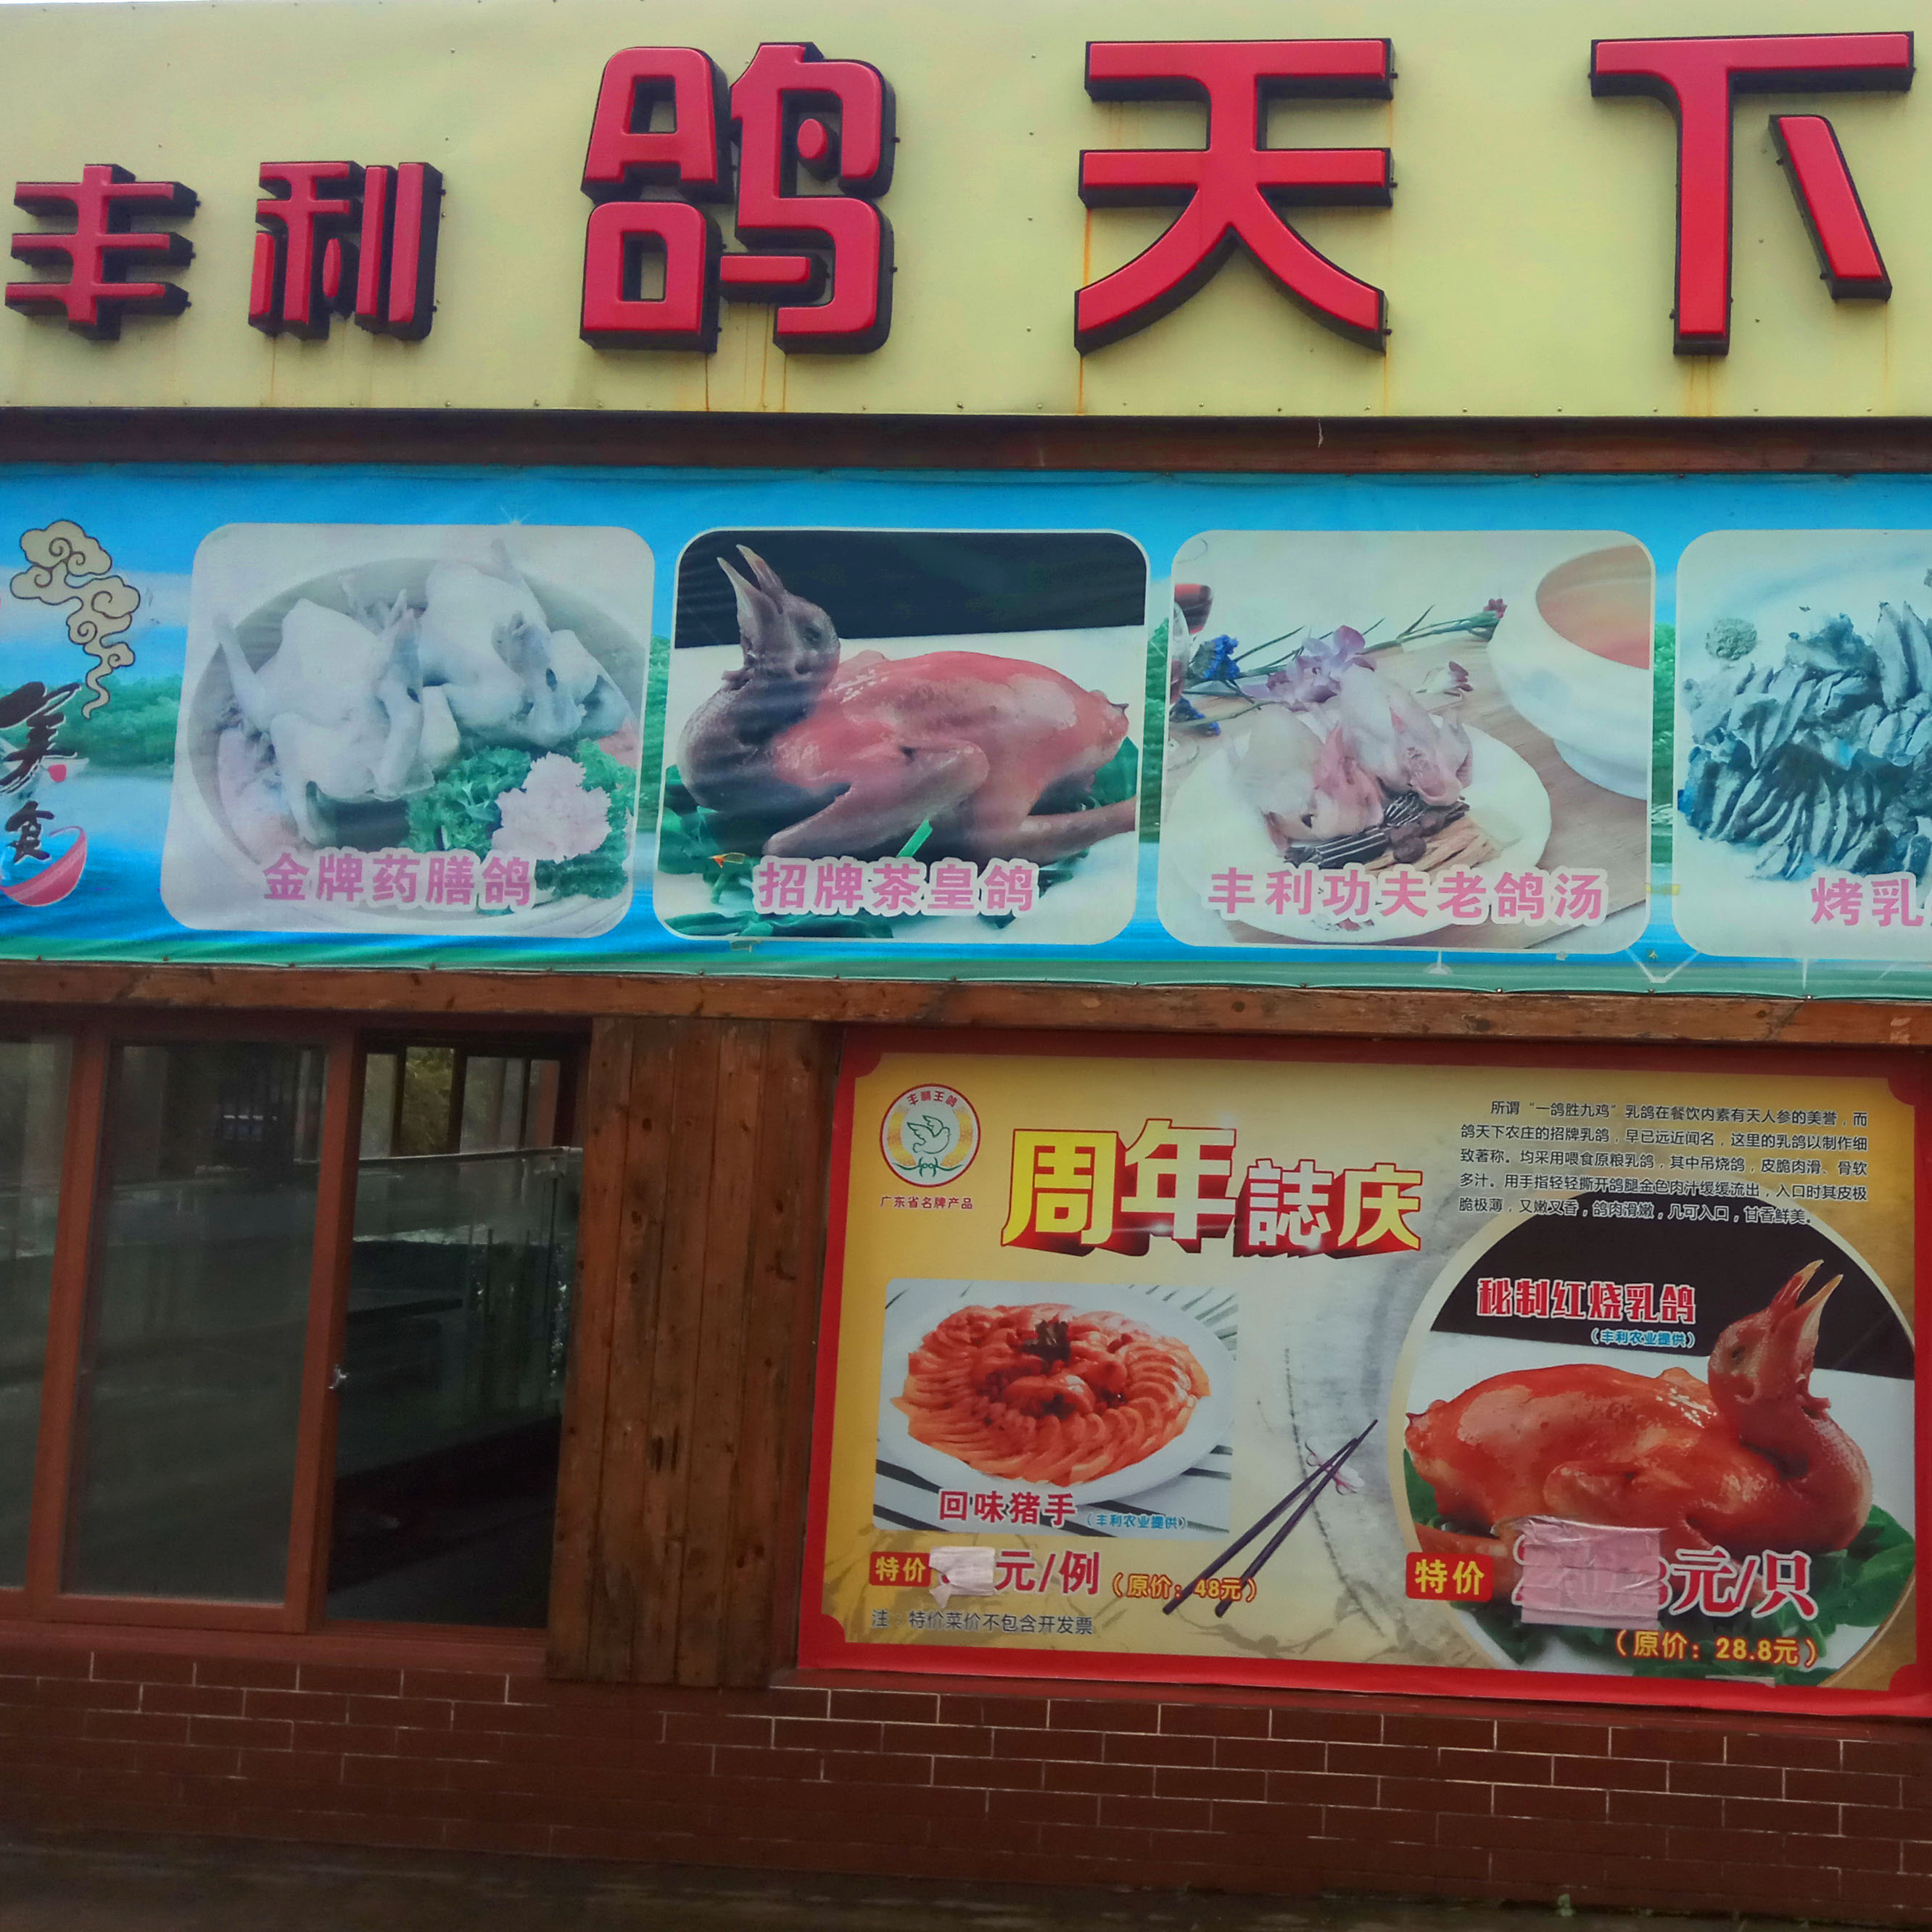 丰利鸽天下
美食
金牌药膳鸽
招牌茶皇鸽
丰利功夫老鸽汤
烤乳
丰利王鸽
广东省名牌产品
周年誌庆
所谓“一鸽胜九鸡”乳鸽在餐饮内素有天人参的美誉，而
鸽天下农庄的招牌乳鸽，早已远近闻名，这里的乳鸽以制作细
致著称。均采用喂食原粮乳鸽，其中吊烧鸽，皮脆肉滑、骨软
多汁。用手指轻轻撕开鸽腿金色肉汁缓缓流出，入口时其皮极
脆极薄，又嫩又香，鸽肉滑嫩，几可入口，甘香鲜美。
秘制红烧乳鸽
（丰利农业提供）
回味猪手（丰利农业提供）
特价 元/例（原价：48元）
注：特价菜价不包含开发票
特价 元/只
（原价：28.8元）